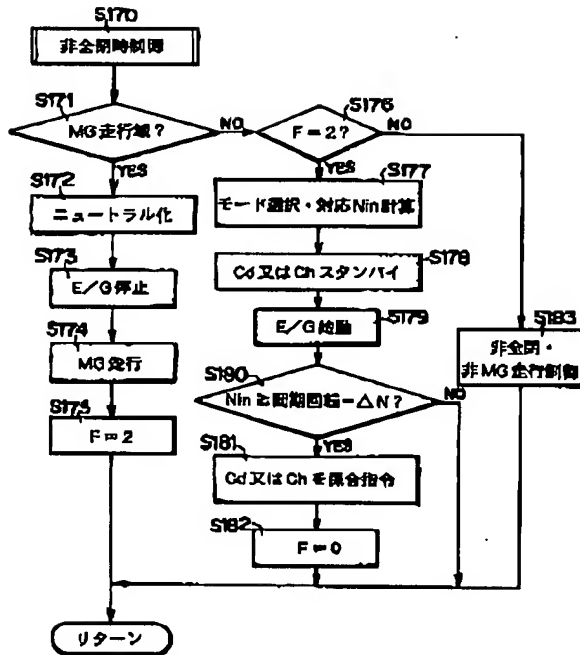 S170
非全閉時制御
S171
MG走行域?
NO
YES
S172
ニュートラル化
S173
E/G停止
S174
MG走行
S175
F=2
S176
F=2?
NO
YES
S177
モード選択・対応Nin計算
Cd又はChスタンバイ
S178
E/G始動
S179
S180
Nin≧同期回転-△N?
NO
YES
S181
Cd又はChを係合指令
S182
F=0
S183
非全閉・
非MG走行制御
リターン